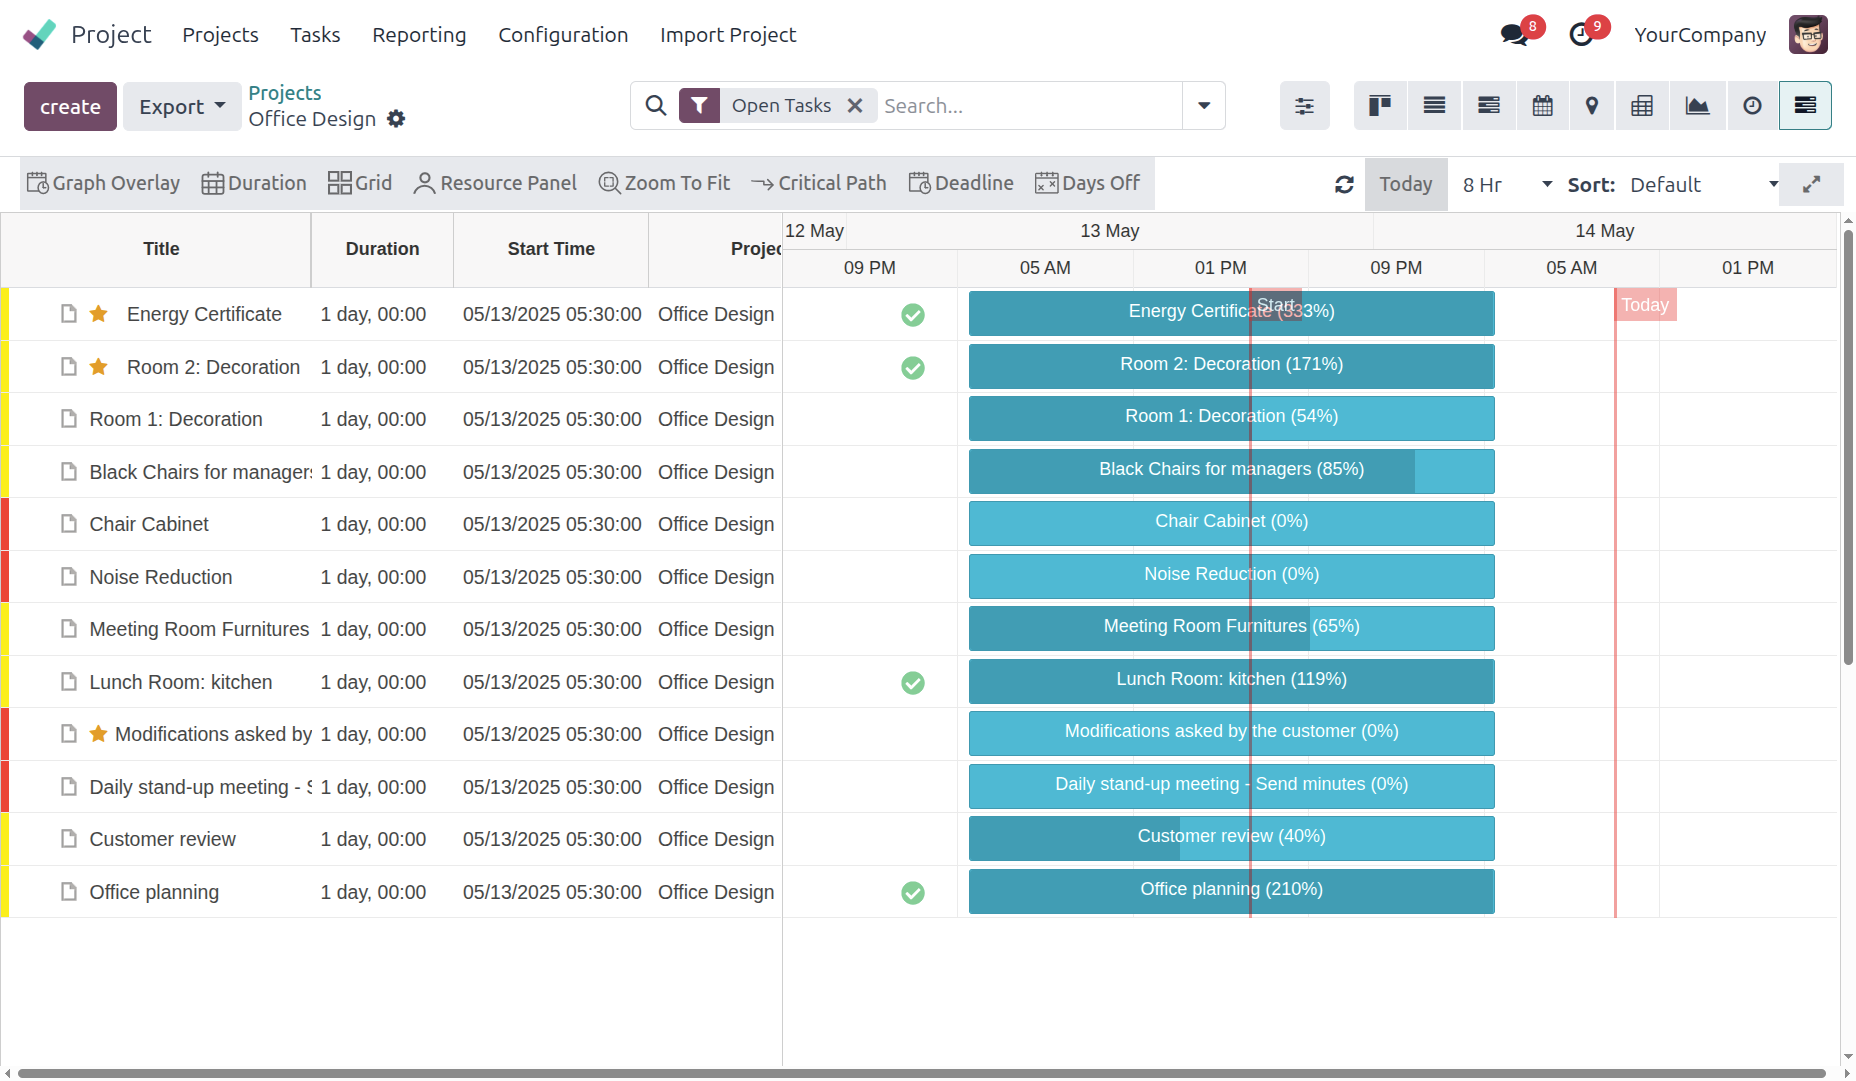 Project Projects Tasks Reporting Configuration Import Project 8 9 YourCompany
create Export Projects
Office Design
Open Tasks Search...
Graph Overlay Duration Grid Resource Panel Zoom To Fit Critical Path Deadline Days Off Today 8 Hr Sort: Default
Title Duration Start Time Projec
12 May 13 May 14 May
09 PM 05 AM 01 PM 09 PM 05 AM 01 PM
Start Today
Energy Certificate 1 day, 00:00 05/13/2025 05:30:00 Office Design Energy Certificate (333%)
Room 2: Decoration 1 day, 00:00 05/13/2025 05:30:00 Office Design Room 2: Decoration (171%)
Room 1: Decoration 1 day, 00:00 05/13/2025 05:30:00 Office Design Room 1: Decoration (54%)
Black Chairs for managers 1 day, 00:00 05/13/2025 05:30:00 Office Design Black Chairs for managers (85%)
Chair Cabinet 1 day, 00:00 05/13/2025 05:30:00 Office Design Chair Cabinet (0%)
Noise Reduction 1 day, 00:00 05/13/2025 05:30:00 Office Design Noise Reduction (0%)
Meeting Room Furnitures 1 day, 00:00 05/13/2025 05:30:00 Office Design Meeting Room Furnitures (65%)
Lunch Room: kitchen 1 day, 00:00 05/13/2025 05:30:00 Office Design Lunch Room: kitchen (119%)
Modifications asked by 1 day, 00:00 05/13/2025 05:30:00 Office Design Modifications asked by the customer (0%)
Daily stand-up meeting - S 1 day, 00:00 05/13/2025 05:30:00 Office Design Daily stand-up meeting - Send minutes (0%)
Customer review 1 day, 00:00 05/13/2025 05:30:00 Office Design Customer review (40%)
Office planning 1 day, 00:00 05/13/2025 05:30:00 Office Design Office planning (210%)